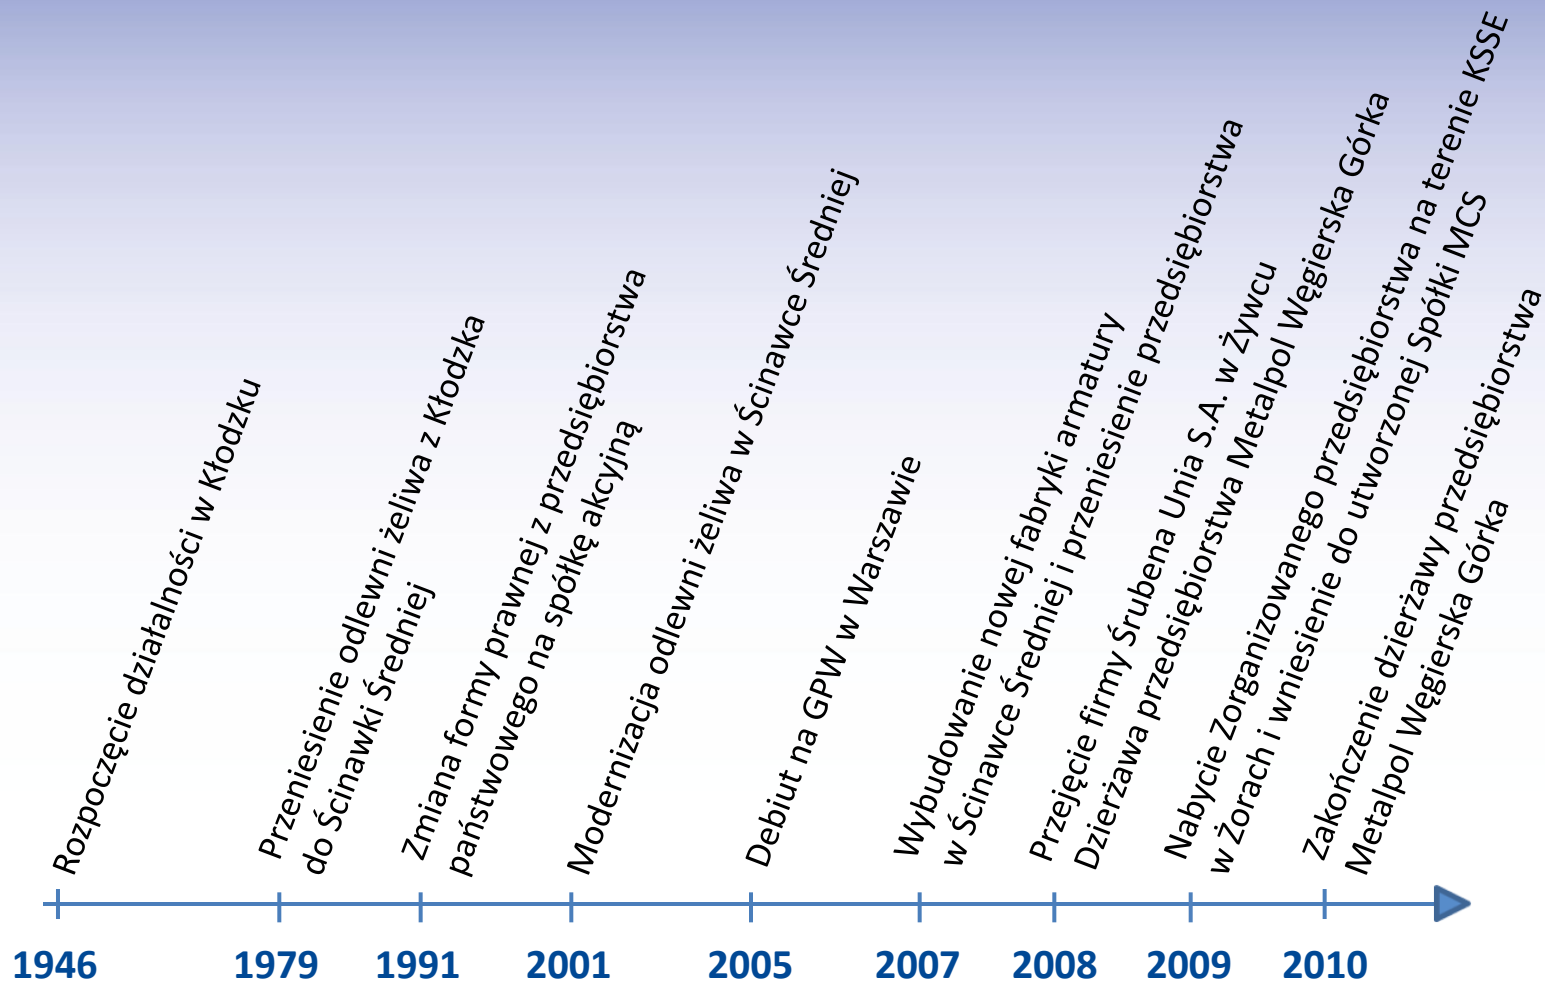 Rozpoczęcie działalności w Kłodzku
Przeniesienie odlewni żeliwa z Kłodzka
do Ścinawki Średniej
Zmiana formy prawnej z przedsiębiorstwa
państwowego na spółkę akcyjną
Modernizacja odlewni żeliwa w Ścinawce Średniej
Debiut na GPW w Warszawie
Wybudowanie nowej fabryki armatury
w Ścinawce Średniej i przeniesienie przedsiębiorstwa
Przejęcie firmy Śrubena Unia S.A. w Żywcu
Dzierżawa przedsiębiorstwa Metalpol Węgierska Górka
Nabycie Zorganizowanego przedsiębiorstwa na terenie KSSE
w Żorach i wniesienie do utworzonej Spółki MCS
Zakończenie dzierżawy przedsiębiorstwa
Metalpol Węgierska Górka
1946 1979 1991 2001 2005 2007 2008 2009 2010